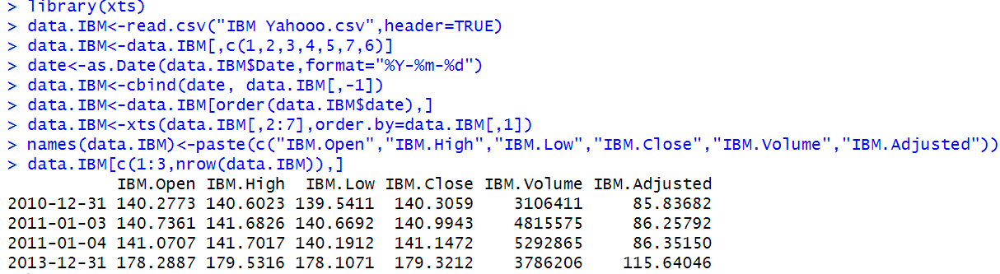 > library(xts)
> data.IBM<-read.csv("IBM Yahooo.csv",header=TRUE)
> data.IBM<-data.IBM[,c(1,2,3,4,5,7,6)]
> date<-as.Date(data.IBM$Date,format="%Y-%m-%d")
> data.IBM<-cbind(date, data.IBM[,-1])
> data.IBM<-data.IBM[order(data.IBM$date),]
> data.IBM<-xts(data.IBM[,2:7],order.by=data.IBM[,1])
> names(data.IBM)<-paste(c("IBM.Open","IBM.High","IBM.Low","IBM.Close","IBM.Volume","IBM.Adjusted"))
> data.IBM[c(1:3,nrow(data.IBM)),]
           IBM.Open IBM.High  IBM.Low IBM.Close IBM.Volume IBM.Adjusted
2010-12-31 140.2773 140.6023 139.5411  140.3059    3106411     85.83682
2011-01-03 140.7361 141.6826 140.6692  140.9943    4815575     86.25792
2011-01-04 141.0707 141.7017 140.1912  141.1472    5292865     86.35150
2013-12-31 178.2887 179.5316 178.1071  179.3212    3786206    115.64046